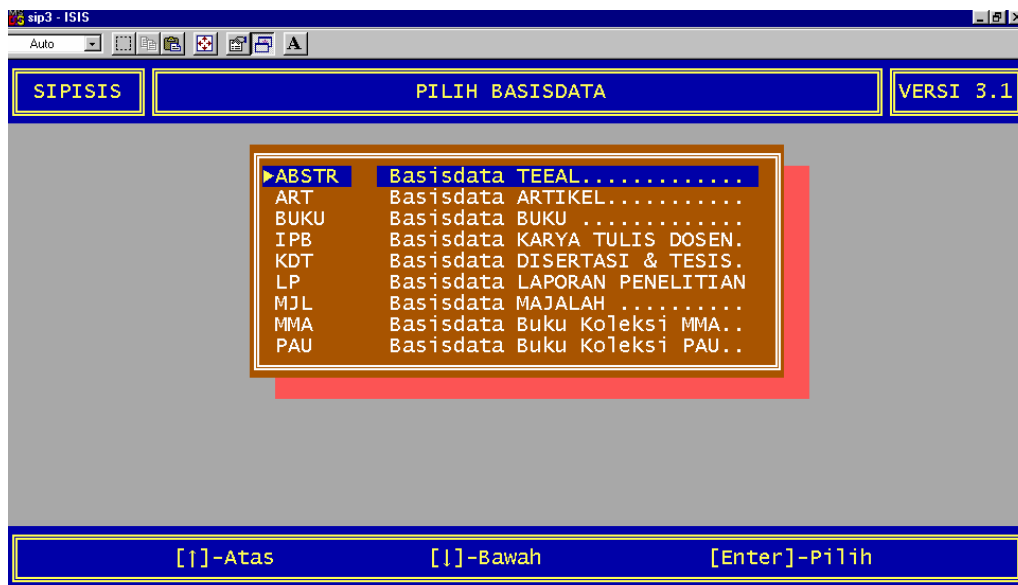 sip3 - ISIS
Auto
A
SIPISIS PILIH BASISDATA VERSI 3.1
►ABSTR Basisdata TEEAL.............
ART Basisdata ARTIKEL...........
BUKU Basisdata BUKU .............
IPB Basisdata KARYA TULIS DOSEN.
KDT Basisdata DISERTASI & TESIS.
LP Basisdata LAPORAN PENELITIAN
MJL Basisdata MAJALAH ..........
MMA Basisdata Buku Koleksi MMA..
PAU Basisdata Buku Koleksi PAU..
[↑]-Atas [↓]-Bawah [Enter]-Pilih